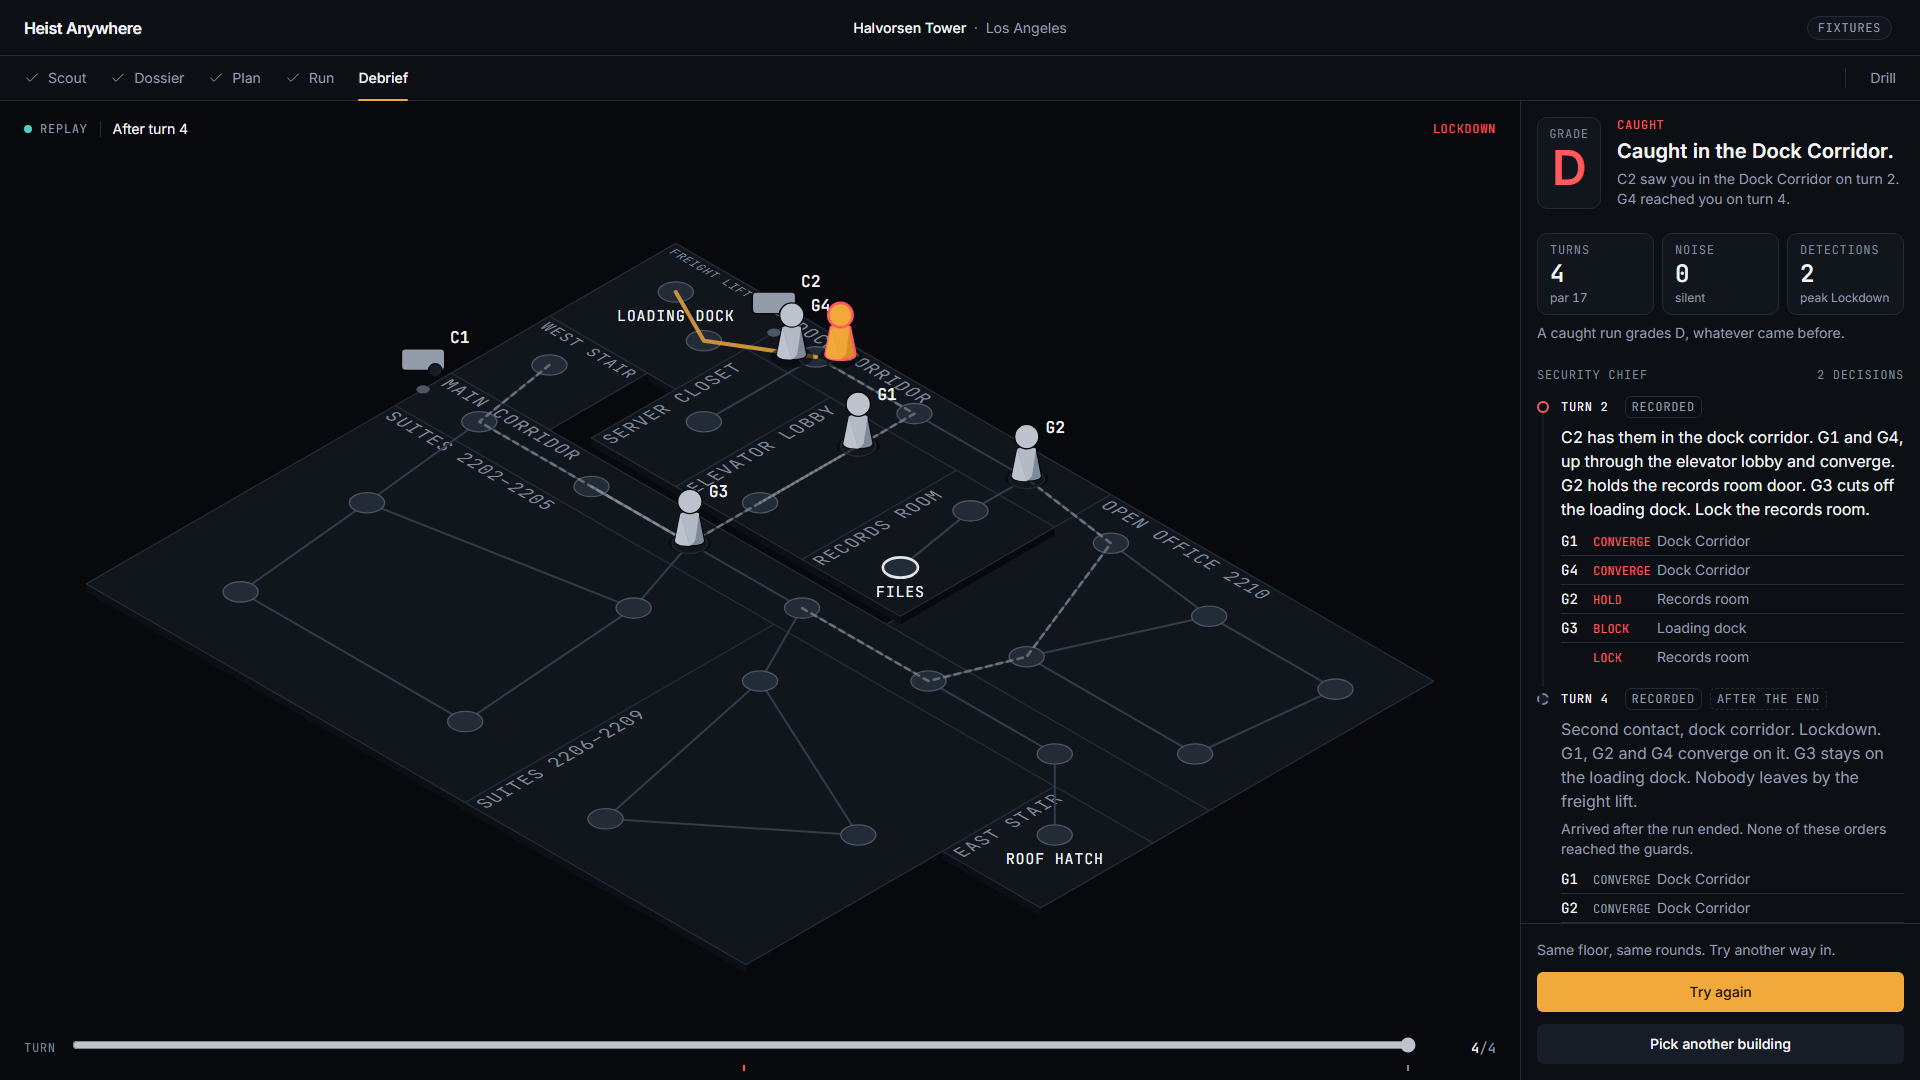 Heist Anywhere
Halvorsen Tower · Los Angeles
FIXTURES
Scout
Dossier
Plan
Run
Debrief
Drill
REPLAY
After turn 4
LOCKDOWN
FREIGHT LIFT
LOADING DOCK
C2
G4
C1
WEST STAIR
DOCK CORRIDOR
MAIN CORRIDOR
SERVER CLOSET
G1
SUITES 2202-2205
ELEVATOR LOBBY
G2
G3
RECORDS ROOM
OPEN OFFICE 2210
FILES
SUITES 2206-2209
EAST STAIR
ROOF HATCH
TURN
4/4
GRADE
D
CAUGHT
Caught in the Dock Corridor.
C2 saw you in the Dock Corridor on turn 2.
G4 reached you on turn 4.
TURNS
4
par 17
NOISE
0
silent
DETECTIONS
2
peak Lockdown
A caught run grades D, whatever came before.
SECURITY CHIEF
2 DECISIONS
TURN 2 RECORDED
C2 has them in the dock corridor. G1 and G4,
up through the elevator lobby and converge.
G2 holds the records room door. G3 cuts off
the loading dock. Lock the records room.
G1 CONVERGE Dock Corridor
G4 CONVERGE Dock Corridor
G2 HOLD Records room
G3 BLOCK Loading dock
LOCK Records room
TURN 4 RECORDED AFTER THE END
Second contact, dock corridor. Lockdown.
G1, G2 and G4 converge on it. G3 stays on
the loading dock. Nobody leaves by the
freight lift.
Arrived after the run ended. None of these orders
reached the guards.
G1 CONVERGE Dock Corridor
G2 CONVERGE Dock Corridor
Same floor, same rounds. Try another way in.
Try again
Pick another building